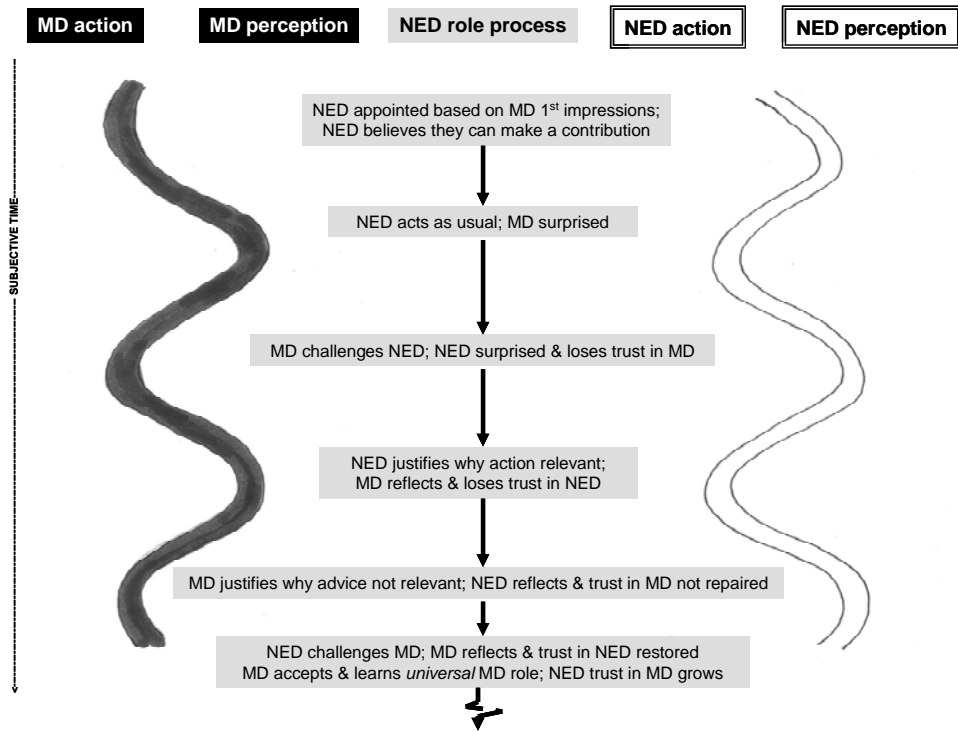 MD action
MD perception
NED role process
NED action
NED perception
SUBJECTIVE TIME
NED appointed based on MD 1st impressions;
NED believes they can make a contribution
NED acts as usual; MD surprised
MD challenges NED; NED surprised & loses trust in MD
NED justifies why action relevant;
MD reflects & loses trust in NED
MD justifies why advice not relevant; NED reflects & trust in MD not repaired
NED challenges MD; MD reflects & trust in NED restored
MD accepts & learns universal MD role; NED trust in MD grows